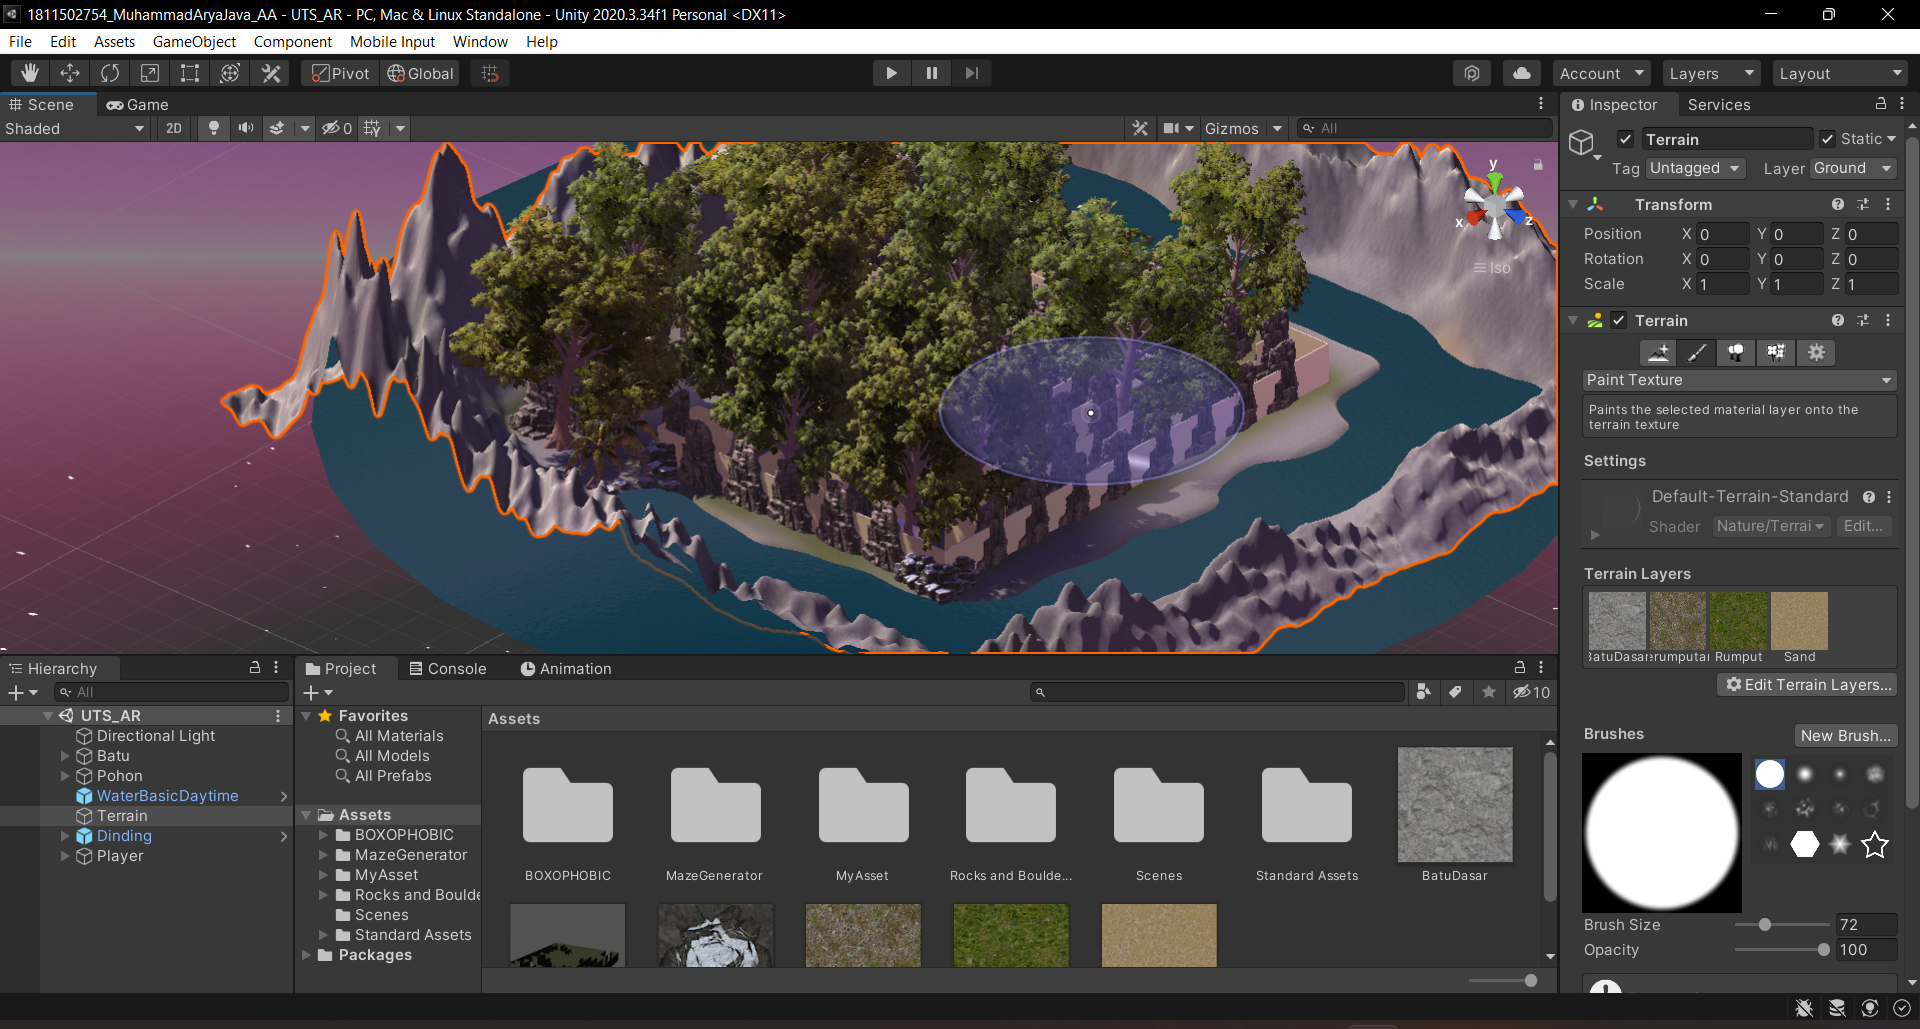 1811502754_MuhammadAryaJava_AA - UTS_AR - PC, Mac & Linux Standalone - Unity 2020.3.34f1 Personal <DX11>
File Edit Assets GameObject Component Mobile Input Window Help
Pivot Global Account Layers Layout
Scene Game
Shaded 2D 0 Gizmos All
y
x z
Iso
Inspector Services
Terrain Static
Tag Untagged Layer Ground
Transform
Position X 0 Y 0 Z 0
Rotation X 0 Y 0 Z 0
Scale X 1 Y 1 Z 1
Terrain
Paint Texture
Paints the selected material layer onto the
terrain texture
Settings
Default-Terrain-Standard
Shader Nature/Terrai Edit...
Terrain Layers
BatuDasar rumputal Rumput Sand
Edit Terrain Layers...
Brushes New Brush...
Brush Size 72
Opacity 100
Hierarchy
All
UTS_AR
Directional Light
Batu
Pohon
WaterBasicDaytime
Terrain
Dinding
Player
Project Console Animation
10
Favorites
All Materials
All Models
All Prefabs
Assets
BOXOPHOBIC
MazeGenerator
MyAsset
Rocks and Boulde
Scenes
Standard Assets
Packages
Assets
BOXOPHOBIC MazeGenerator MyAsset Rocks and Boulde... Scenes Standard Assets BatuDasar